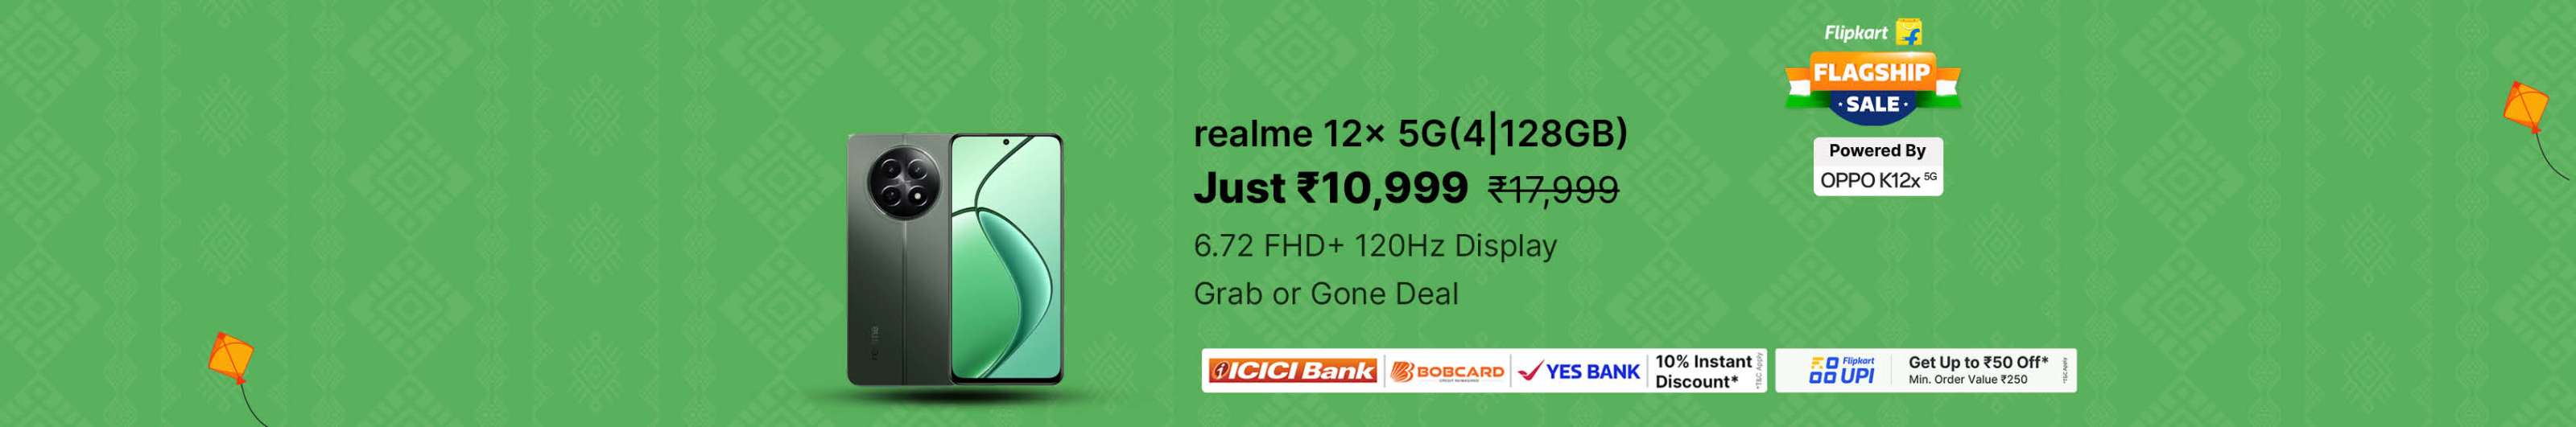 Flipkart
FLAGSHIP
SALE
Powered By
OPPO K12x 5G
realme 12× 5G(4|128GB)
Just ₹10,999 ₹17,999
6.72 FHD+ 120Hz Display
Grab or Gone Deal
realme
ICICI Bank
BOBCARD
YES BANK
10% Instant
Discount*
*T&C Apply
Flipkart
UPI
Get Up to ₹50 Off*
Min. Order Value ₹250
*T&C Apply